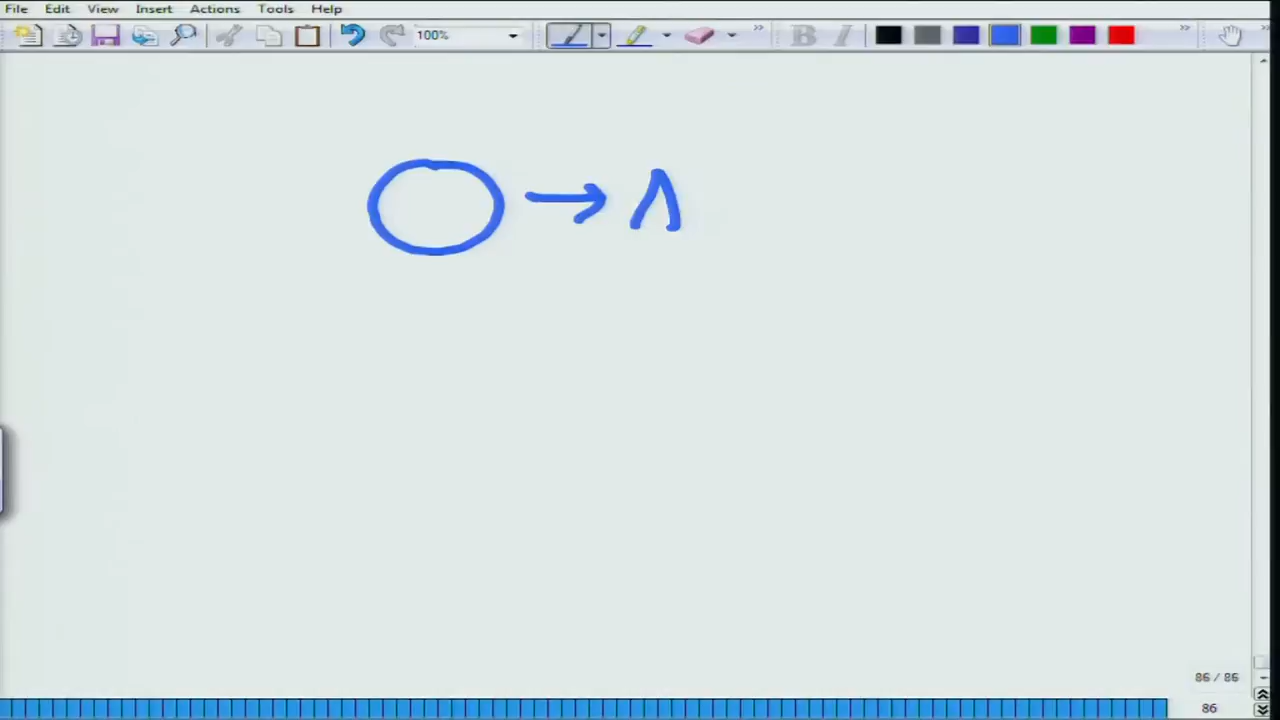 File Edit View Insert Actions Tools Help
100%
B I
→ Λ
86 / 86
86